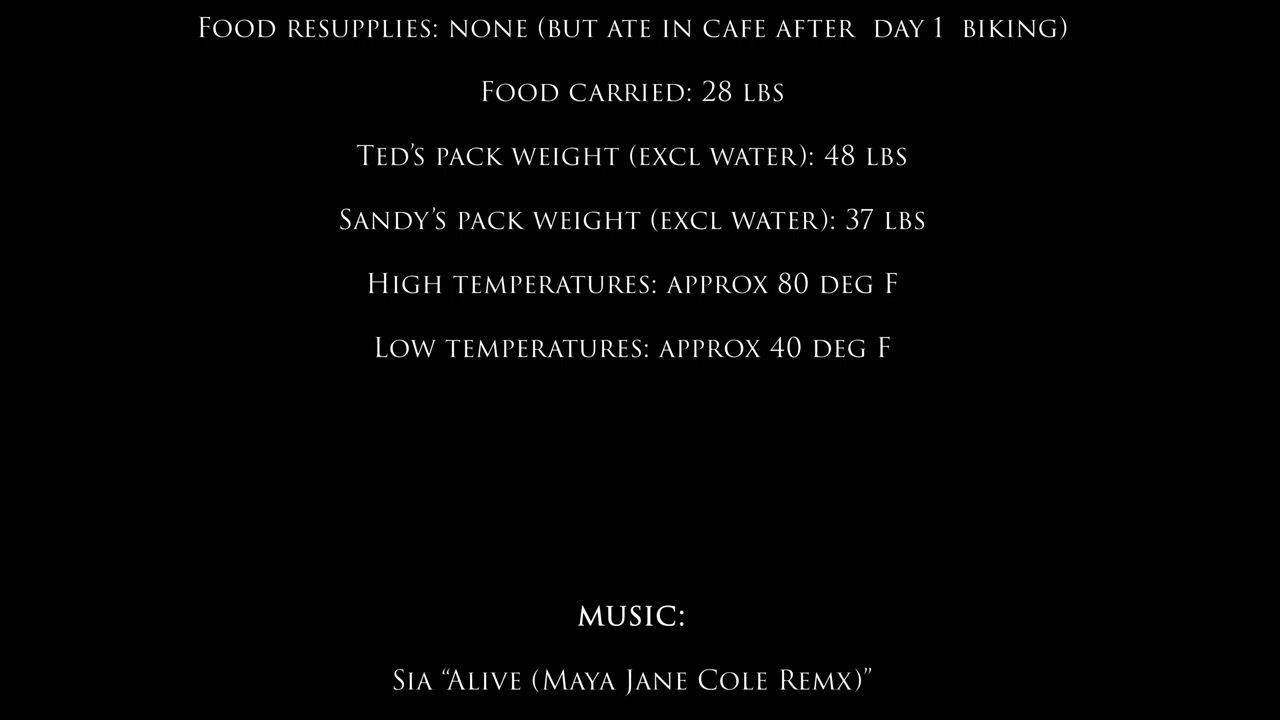 Food resupplies: none (but ate in cafe after day 1 biking)
Food carried: 28 lbs
Ted’s pack weight (excl water): 48 lbs
Sandy’s pack weight (excl water): 37 lbs
High temperatures: approx 80 deg F
Low temperatures: approx 40 deg F
music:
Sia “Alive (Maya Jane Cole Remx)”